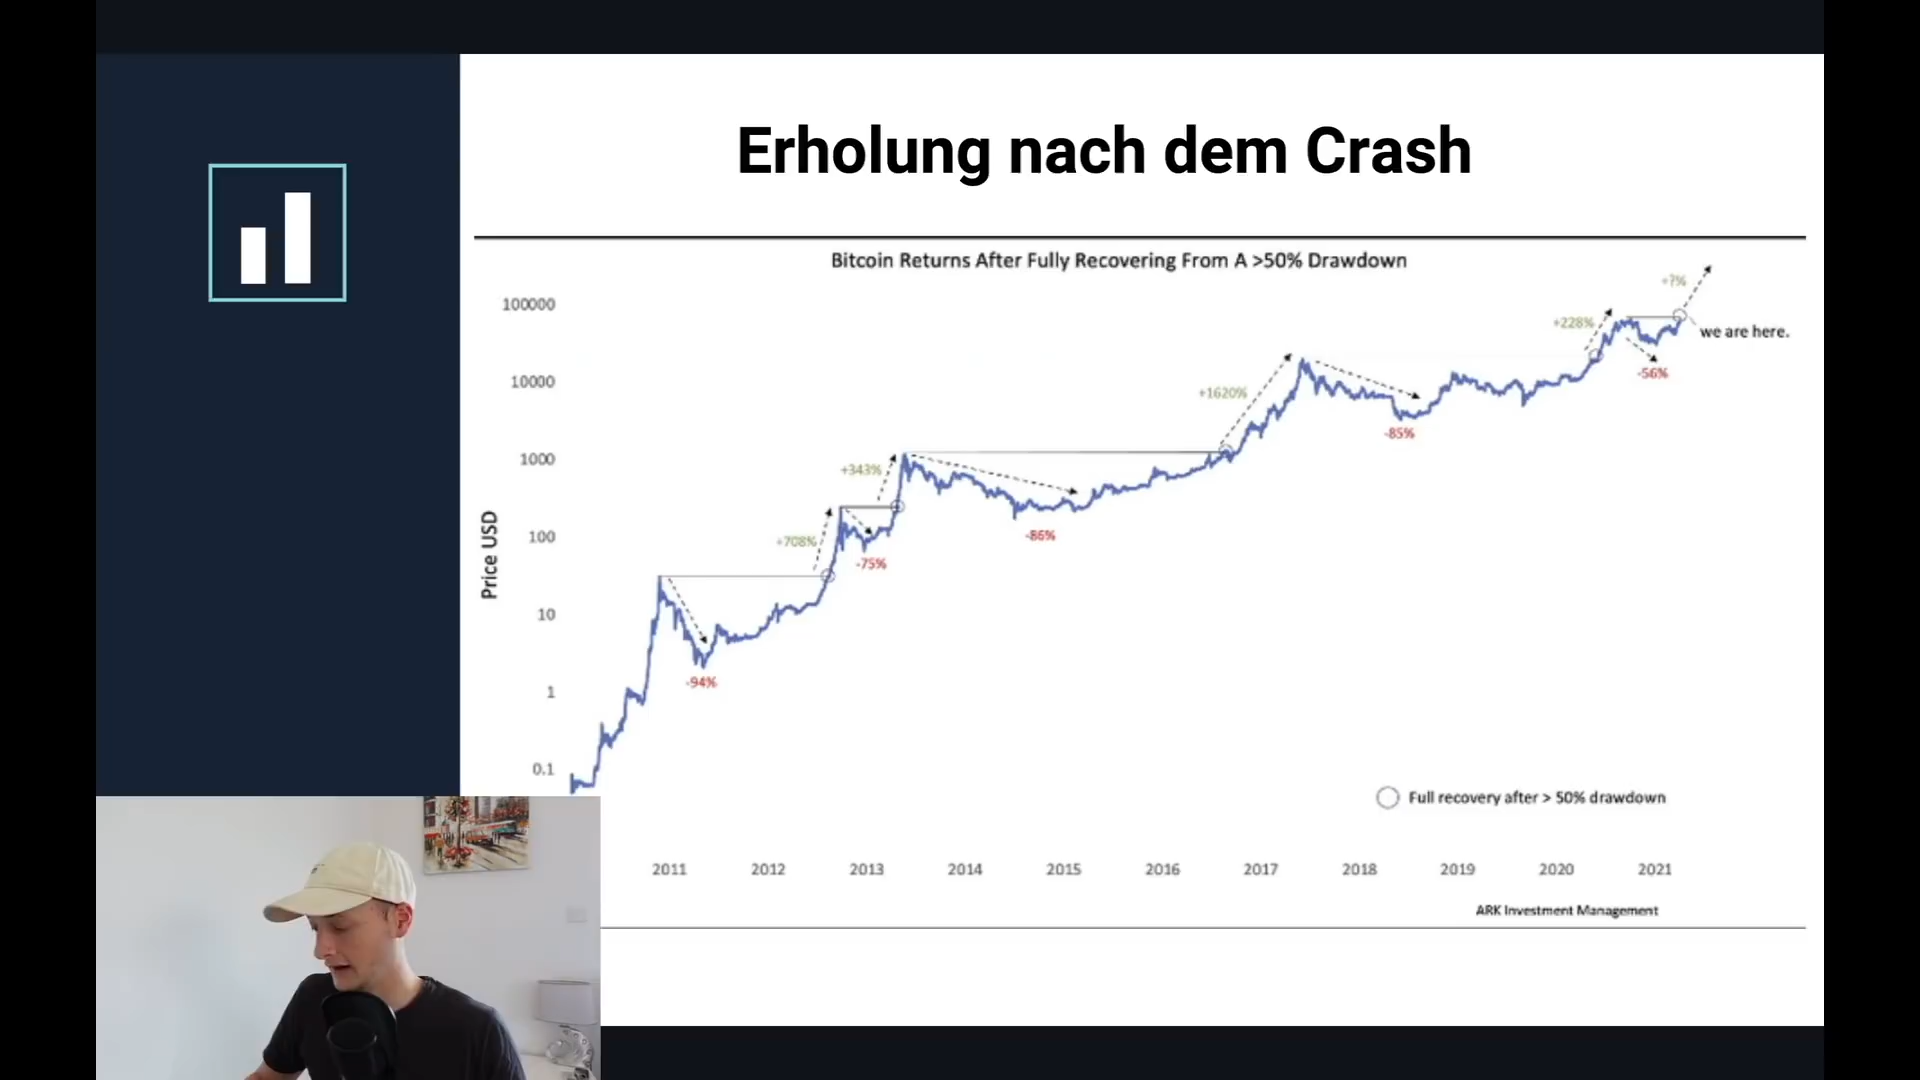 Erholung nach dem Crash
Bitcoin Returns After Fully Recovering From A >50% Drawdown
+?%
100000
+228%
we are here.
-56%
10000
+1620%
-85%
1000
+343%
Price USD
100
+708%
-75%
-86%
10
-94%
1
0.1
Full recovery after > 50% drawdown
2011 2012 2013 2014 2015 2016 2017 2018 2019 2020 2021
ARK Investment Management